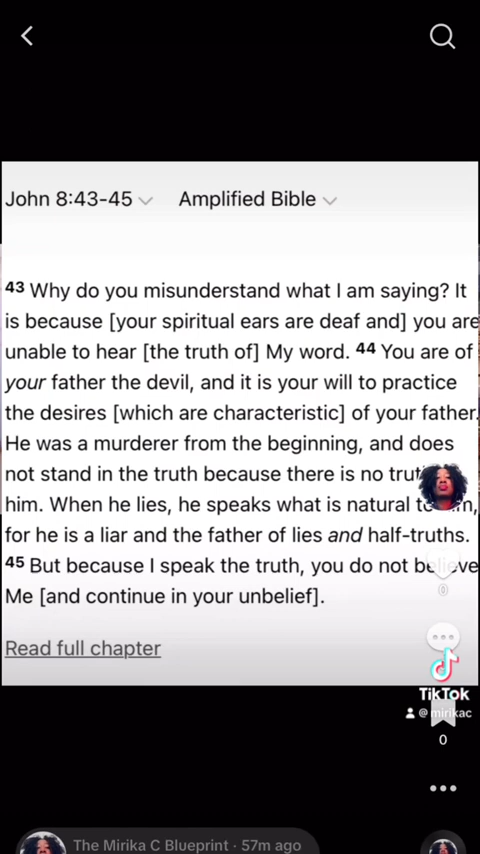 John 8:43-45 Amplified Bible
43 Why do you misunderstand what I am saying? It
is because [your spiritual ears are deaf and] you are
unable to hear [the truth of] My word. 44 You are of
your father the devil, and it is your will to practice
the desires [which are characteristic] of your father.
He was a murderer from the beginning, and does
not stand in the truth because there is no
him. When he lies, he speaks what is natural
for he is a liar and the father of lies and half-truths.
45 But because I speak the truth, you do not believe
Me [and continue in your unbelief].
Read full chapter
0
TikTok
@mirikac
0
The Mirika C Blueprint · 57m ago